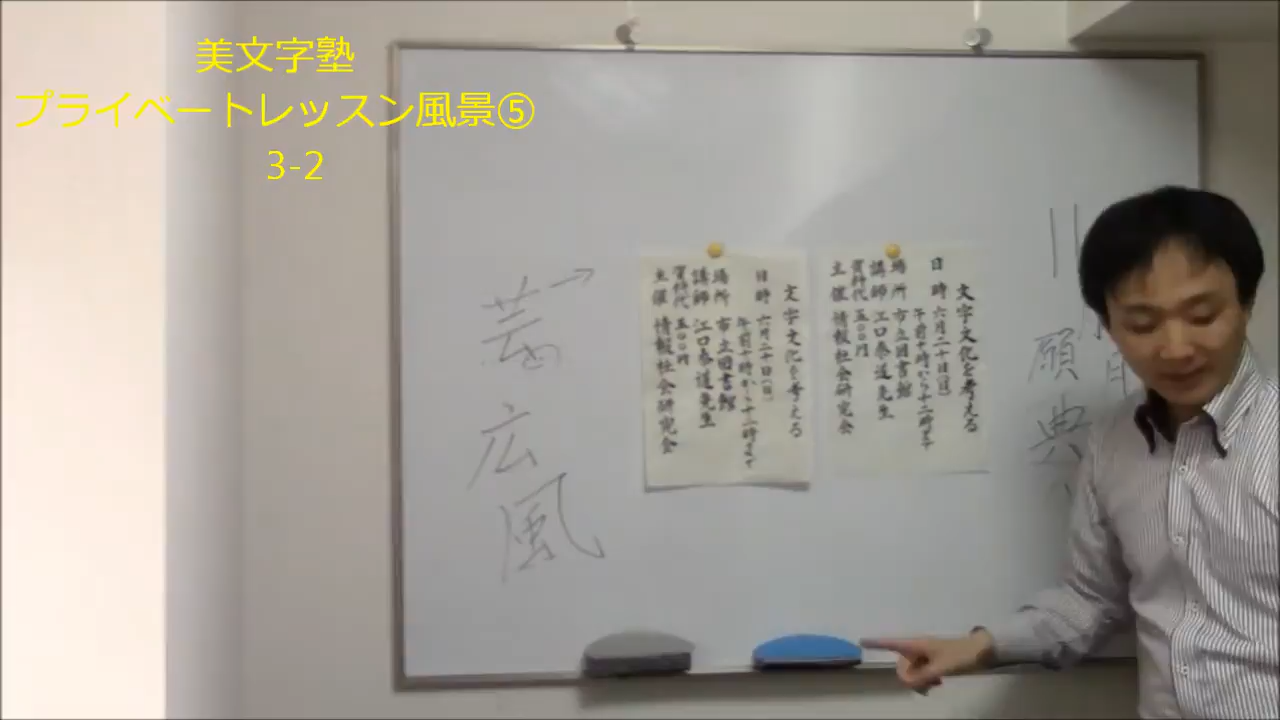 美文字塾
プライベートレッスン風景⑤
3-2
願
典
文字文化を考える
日時 六月二十日(日)
午前十時から十二時まで
場所 市立図書館
講師 江口泰道先生
資料代 五〇〇円
主催 情報社会研究会
文字文化を考える
日時 六月二十日(日)
午前十時から十二時まで
場所 市立図書館
講師 江口泰道先生
資料代 五〇〇円
主催 情報社会研究会
広
風